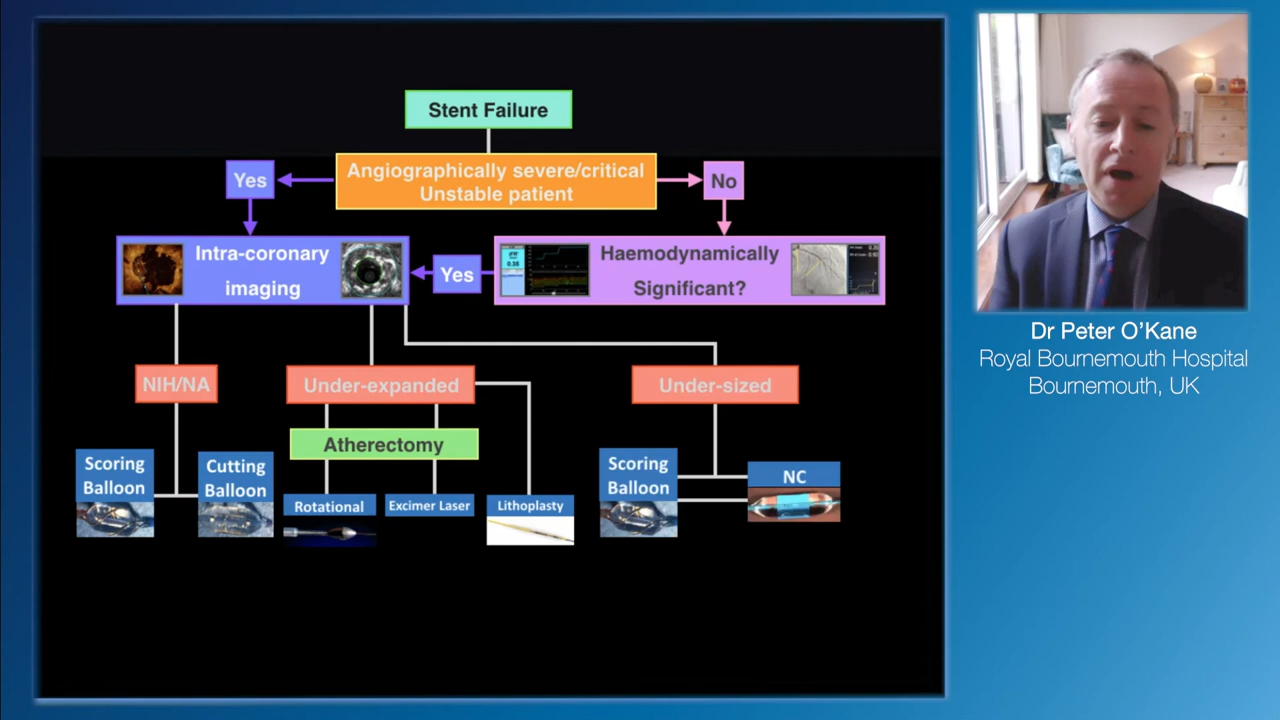 Stent Failure
Angiographically severe/critical
Unstable patient
Yes
No
Intra-coronary
imaging
Yes
Haemodynamically
Significant?
NIH/NA
Under-expanded
Under-sized
Atherectomy
Scoring
Balloon
Cutting
Balloon
Rotational
Excimer Laser
Lithoplasty
Scoring
Balloon
NC
Dr Peter O’Kane
Royal Bournemouth Hospital
Bournemouth, UK